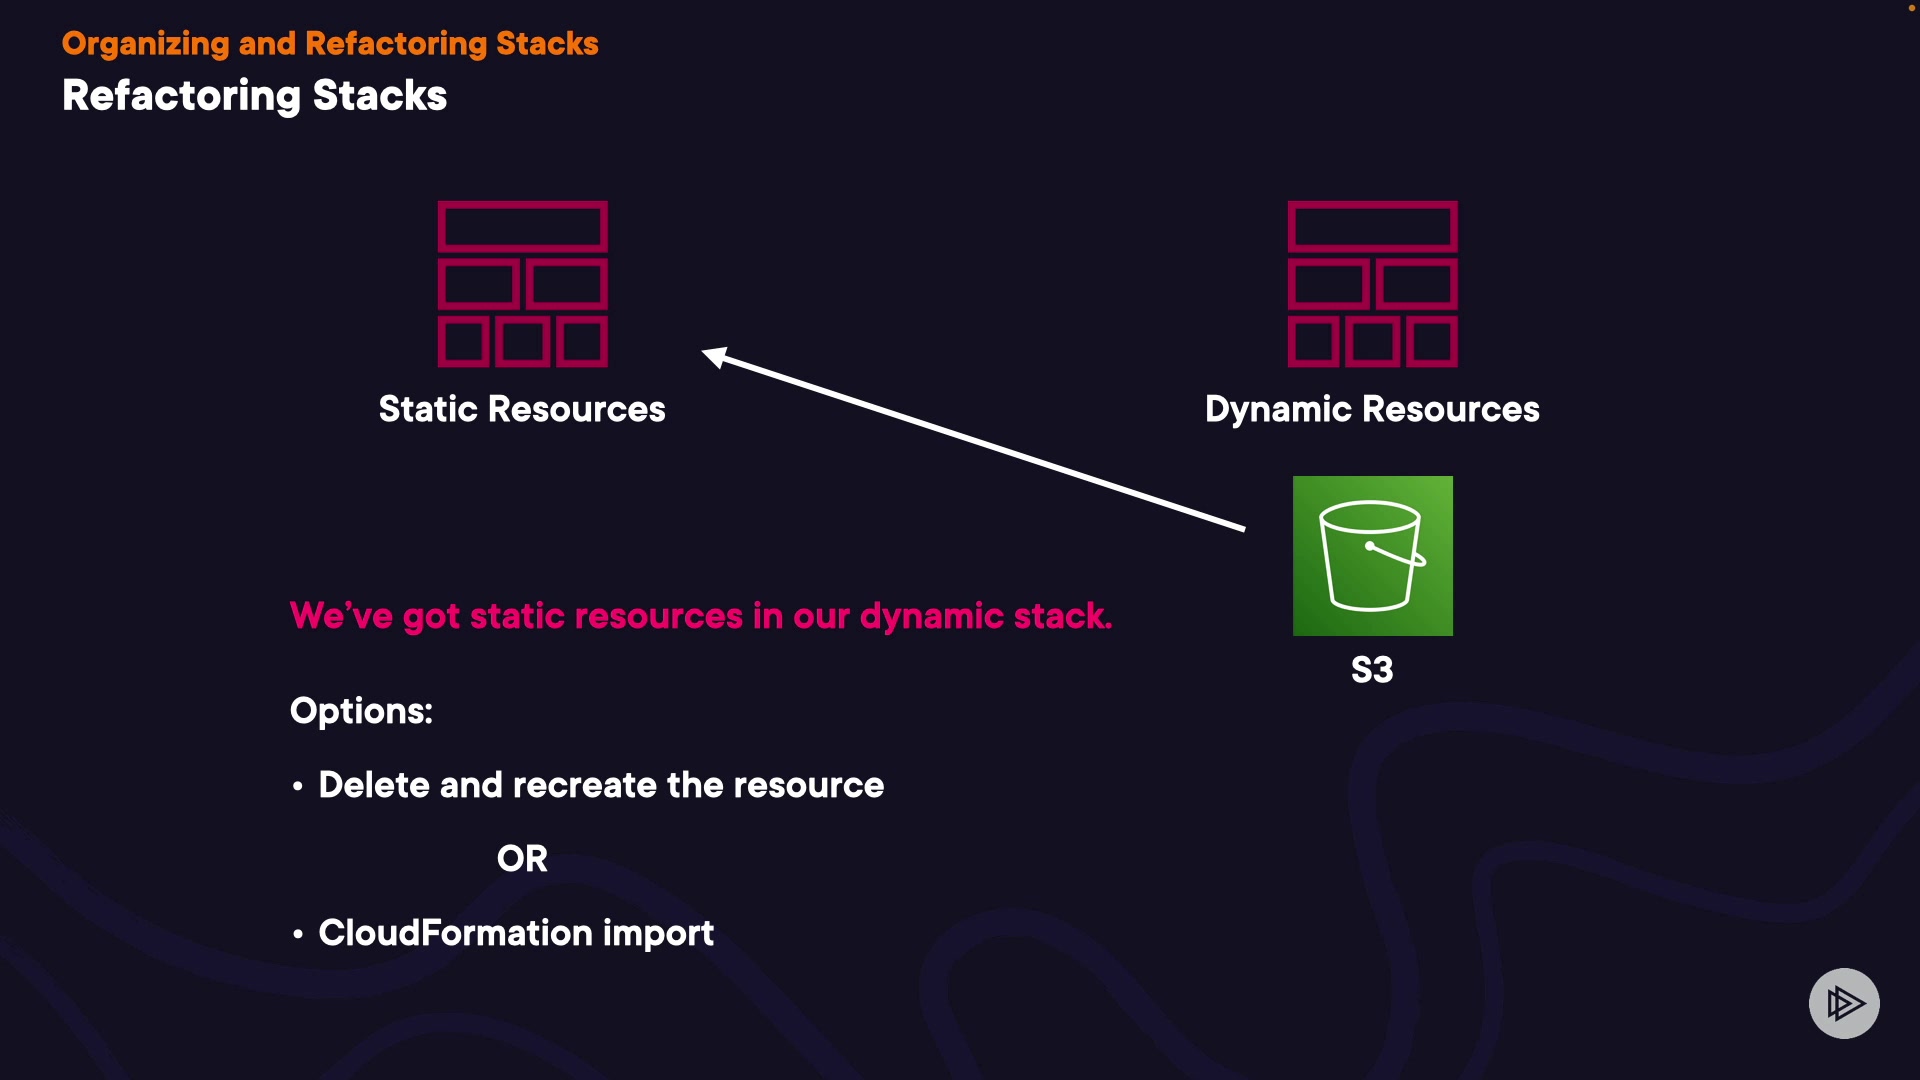 Organizing and Refactoring Stacks
Refactoring Stacks
Static Resources
Dynamic Resources
S3
We’ve got static resources in our dynamic stack.
Options:
• Delete and recreate the resource
OR
• CloudFormation import